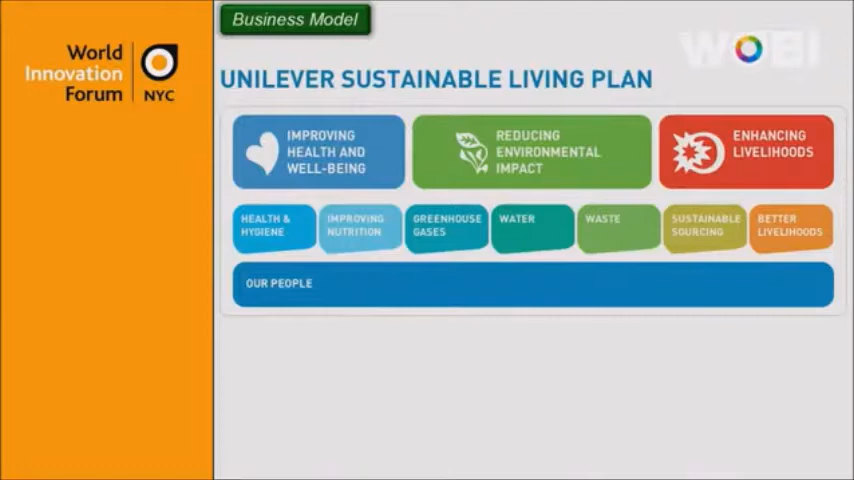 Business Model
World
Innovation
Forum
NYC
WOBI
UNILEVER SUSTAINABLE LIVING PLAN
IMPROVING
HEALTH AND
WELL-BEING
REDUCING
ENVIRONMENTAL
IMPACT
ENHANCING
LIVELIHOODS
HEALTH &
HYGIENE
IMPROVING
NUTRITION
GREENHOUSE
GASES
WATER
WASTE
SUSTAINABLE
SOURCING
BETTER
LIVELIHOODS
OUR PEOPLE